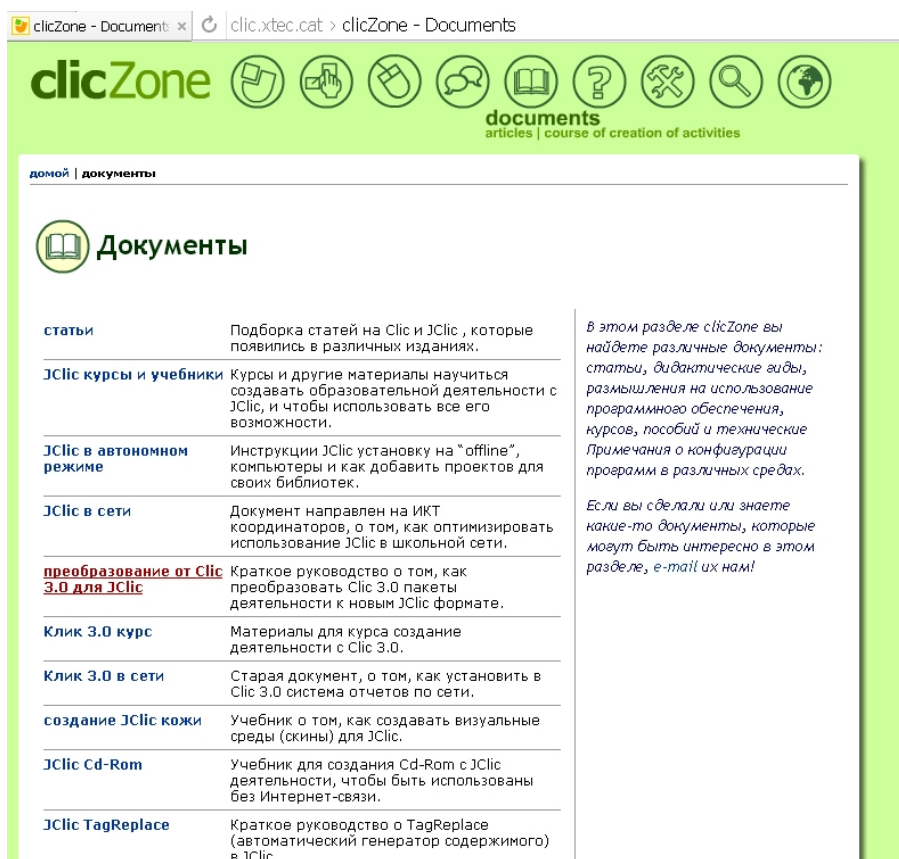 clicZone - Documents
clic.xtec.cat > clicZone - Documents
clicZone
documents
articles | course of creation of activities
домой | документы
Документы
статьи
Подборка статей на Clic и JClic , которые
появились в различных изданиях.
JClic курсы и учебники
Курсы и другие материалы научиться
создавать образовательной деятельности с
JClic, и чтобы использовать все его
возможности.
JClic в автономном
режиме
Инструкции JClic установку на "offline",
компьютеры и как добавить проектов для
своих библиотек.
JClic в сети
Документ направлен на ИКТ
координаторов, о том, как оптимизировать
использование JClic в школьной сети.
преобразование от Clic
3.0 для JClic
Краткое руководство о том, как
преобразовать Clic 3.0 пакеты
деятельности к новым JClic формате.
Клик 3.0 курс
Материалы для курса создание
деятельности с Clic 3.0.
Клик 3.0 в сети
Старая документ, о том, как установить в
Clic 3.0 система отчетов по сети.
создание JClic кожи
Учебник о том, как создавать визуальные
среды (скины) для JClic.
JClic Cd-Rom
Учебник для создания Cd-Rom с JClic
деятельности, чтобы быть использованы
без Интернет-связи.
JClic TagReplace
Краткое руководство о TagReplace
(автоматический генератор содержимого)
в JClic
В этом разделе clicZone вы
найдете различные документы:
статьи, дидактические гиды,
размышления на использование
программного обеспечения,
курсов, пособий и технические
Примечания о конфигурации
программ в различных средах.
Если вы сделали или знаете
какие-то документы, которые
могут быть интересно в этом
разделе, e-mail их нам!